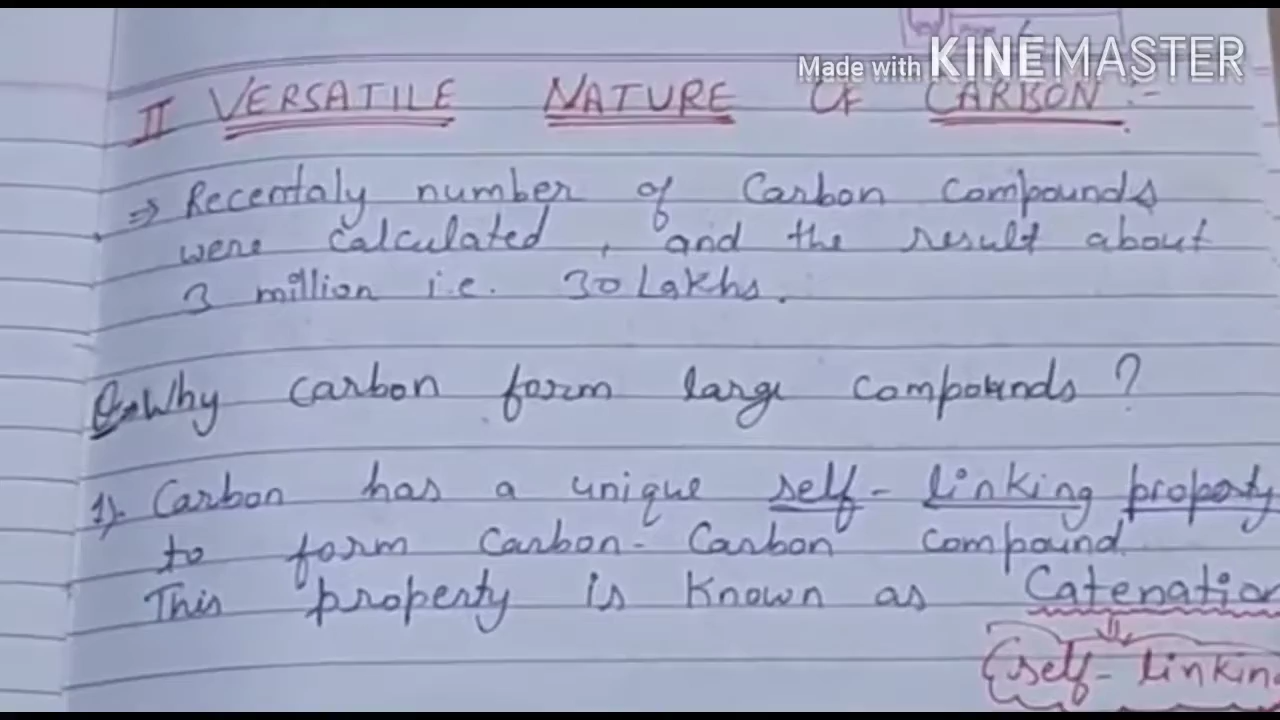 Made with KINEMASTER
II VERSATILE NATURE OF CARBON :-
⇒ Recentaly number of Carbon Compounds
were calculated , and the result about
3 million i.e. 30 Lakhs.
Q→ Why carbon form large compounds ?
1). Carbon has a unique self - linking property
to form Carbon - Carbon compound
This property is known as Catenation
{self - linking